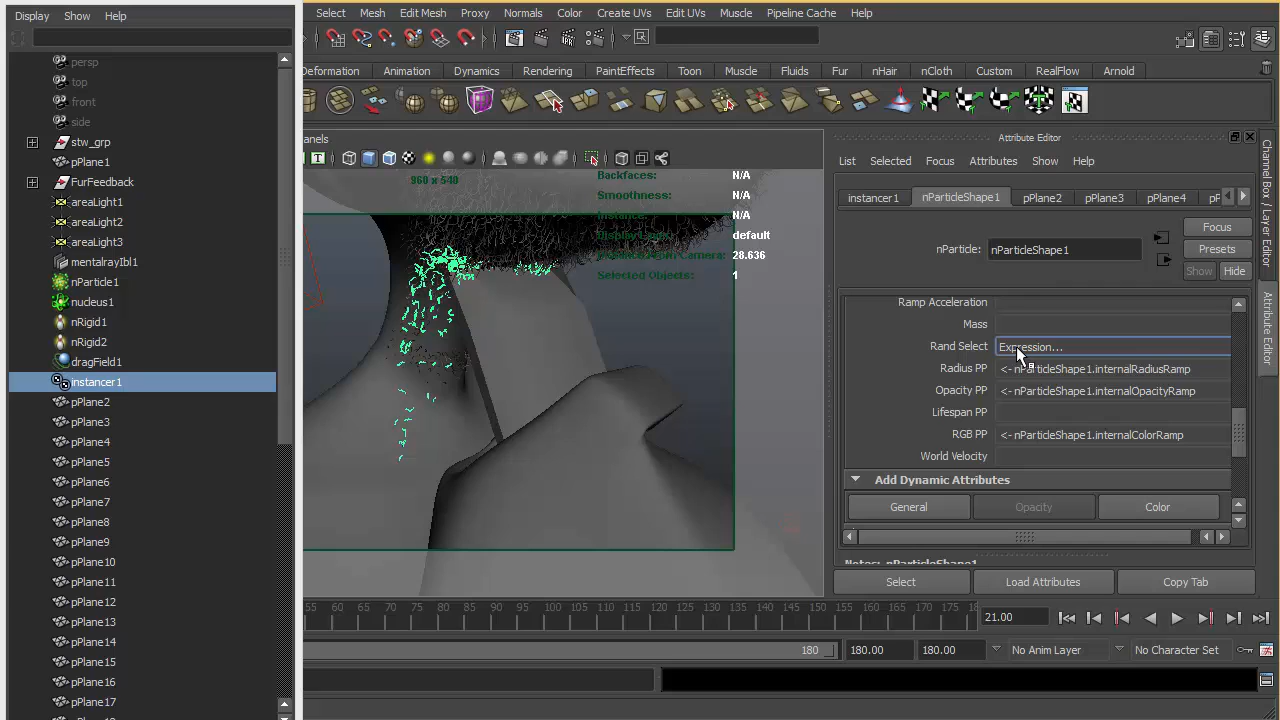 Display Show Help
Select Mesh Edit Mesh Proxy Normals Color Create UVs Edit UVs Muscle Pipeline Cache Help
Animation Dynamics Rendering PaintEffects Toon Muscle Fluids Fur nHair nCloth Custom RealFlow Arnold
persp
top
front
side
stw_grp
pPlane1
FurFeedback
areaLight1
areaLight2
areaLight3
mentalrayIbl1
nParticle1
nucleus1
nRigid1
nRigid2
dragField1
instancer1
pPlane2
pPlane3
pPlane4
pPlane5
pPlane6
pPlane7
pPlane8
pPlane9
pPlane10
pPlane11
pPlane12
pPlane13
pPlane14
pPlane15
pPlane16
pPlane17
960 x 540
Backfaces: N/A
Smoothness: N/A
Instance: N/A
default
Camera: 28.636
Selected Objects: 1
Attribute Editor
List Selected Focus Attributes Show Help
instancer1 nParticleShape1 pPlane2 pPlane3 pPlane4
nParticle: nParticleShape1
Focus
Presets
Show Hide
Ramp Acceleration
Mass
Rand Select Expression...
Radius PP <- nParticleShape1.internalRadiusRamp
Opacity PP <- nParticleShape1.internalOpacityRamp
Lifespan PP
RGB PP <- nParticleShape1.internalColorRamp
World Velocity
Add Dynamic Attributes
General Opacity Color
Notes: nParticleShape1
Select Load Attributes Copy Tab
Channel Box / Layer Editor
Attribute Editor
55 60 65 70 75 80 85 90 95 100 105 110 115 120 125 130 135 140 145 150 155 160 165 170 175 180
21.00
180
180.00 180.00 No Anim Layer No Character Set